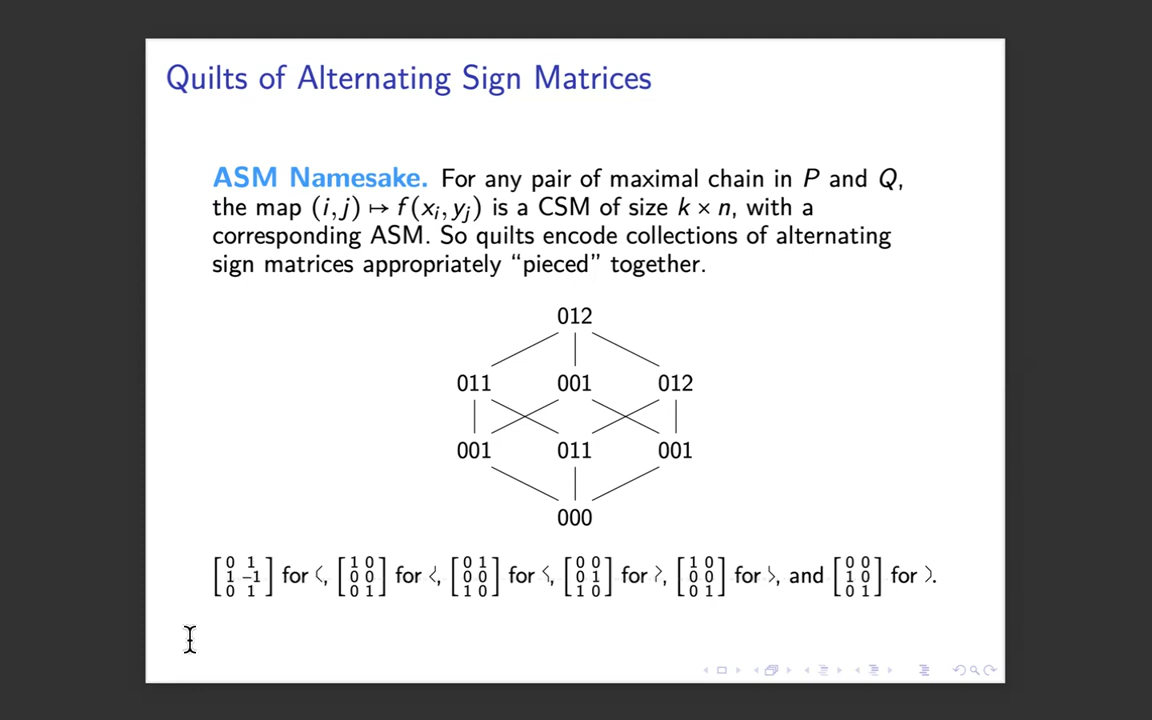 Quilts of Alternating Sign Matrices
ASM Namesake. For any pair of maximal chain in P and Q,
the map (i, j) ↦ f(xᵢ, yⱼ) is a CSM of size k × n, with a
corresponding ASM. So quilts encode collections of alternating
sign matrices appropriately “pieced” together.
012
011 001 012
001 011 001
000
[0 1; 1 −1; 0 1] for ⟨, [1 0; 0 0; 0 1] for ⟨, [0 1; 0 0; 1 0] for ⟨, [0 0; 0 1; 1 0] for ⟩, [1 0; 0 0; 0 1] for ⟩, and [0 0; 1 0; 0 1] for ⟩.